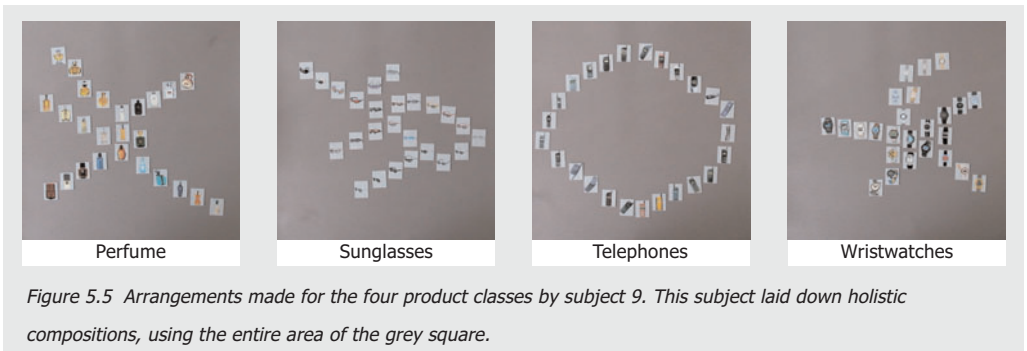 Perfume
Sunglasses
Telephones
Wristwatches
Figure 5.5 Arrangements made for the four product classes by subject 9. This subject laid down holistic
compositions, using the entire area of the grey square.